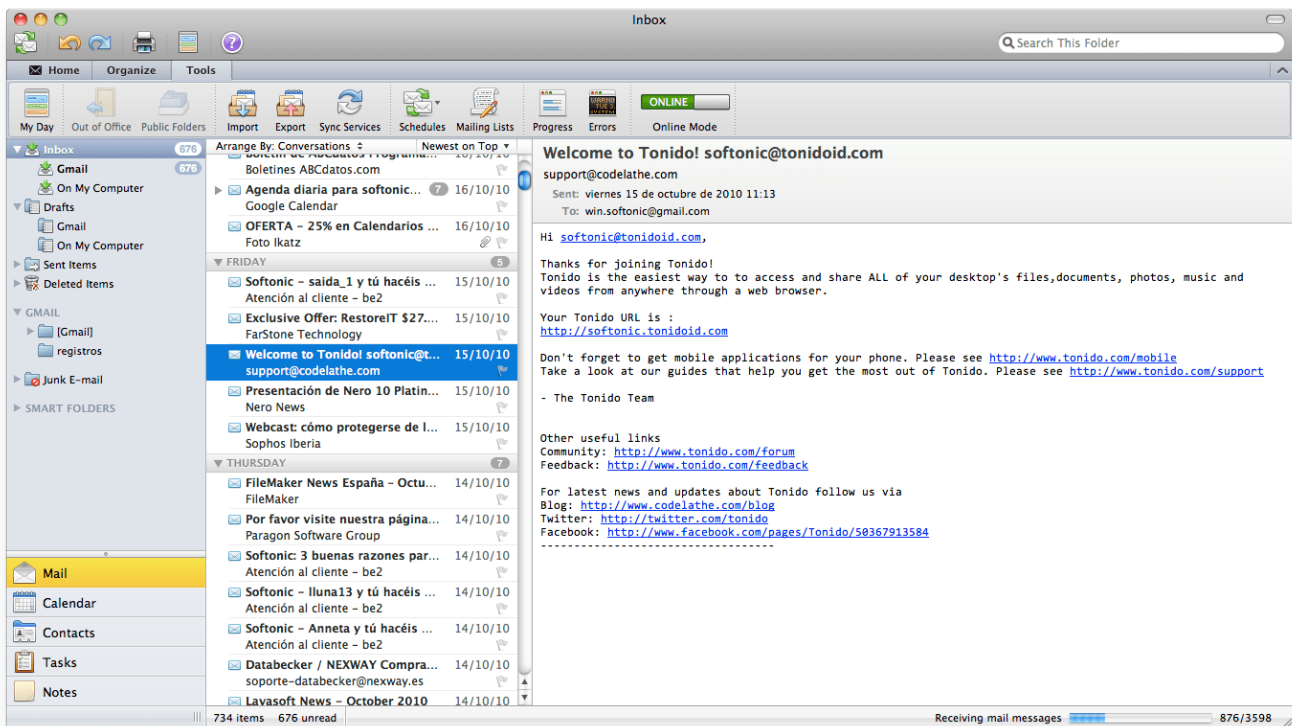 Inbox
Search This Folder
Home Organize Tools
My Day Out of Office Public Folders Import Export Sync Services Schedules Mailing Lists Progress Errors ONLINE Online Mode
Inbox 676
Gmail 676
On My Computer
Drafts
Gmail
On My Computer
Sent Items
Deleted Items
GMAIL
[Gmail]
registros
Junk E-mail
SMART FOLDERS
Mail
Calendar
Contacts
Tasks
Notes
Arrange By: Conversations Newest on Top
Boletín de ABCdatos Programa... 16/10/10
Boletines ABCdatos.com
Agenda diaria para softonic... 7 16/10/10
Google Calendar
OFERTA - 25% en Calendarios ... 16/10/10
Foto Ikatz
FRIDAY 5
Softonic - saida_1 y tú hacéis ... 15/10/10
Atención al cliente - be2
Exclusive Offer: RestoreIT $27.... 15/10/10
FarStone Technology
Welcome to Tonido! softonic@t... 15/10/10
support@codelathe.com
Presentación de Nero 10 Platin... 15/10/10
Nero News
Webcast: cómo protegerse de l... 15/10/10
Sophos Iberia
THURSDAY 7
FileMaker News España - Octu... 14/10/10
FileMaker
Por favor visite nuestra página... 14/10/10
Paragon Software Group
Softonic: 3 buenas razones par... 14/10/10
Atención al cliente - be2
Softonic - lluna13 y tú hacéis ... 14/10/10
Atención al cliente - be2
Softonic - Anneta y tú hacéis ... 14/10/10
Atención al cliente - be2
Databecker / NEXWAY Compra... 14/10/10
soporte-databecker@nexway.es
Lavasoft News - October 2010 14/10/10
Welcome to Tonido! softonic@tonidoid.com
support@codelathe.com
Sent: viernes 15 de octubre de 2010 11:13
To: win.softonic@gmail.com
Hi softonic@tonidoid.com,
Thanks for joining Tonido!
Tonido is the easiest way to to access and share ALL of your desktop's files,documents, photos, music and
videos from anywhere through a web browser.
Your Tonido URL is :
http://softonic.tonidoid.com
Don't forget to get mobile applications for your phone. Please see http://www.tonido.com/mobile
Take a look at our guides that help you get the most out of Tonido. Please see http://www.tonido.com/support
- The Tonido Team
Other useful links
Community: http://www.tonido.com/forum
Feedback: http://www.tonido.com/feedback
For latest news and updates about Tonido follow us via
Blog: http://www.codelathe.com/blog
Twitter: http://twitter.com/tonido
Facebook: http://www.facebook.com/pages/Tonido/50367913584
-----------------------------------
734 items 676 unread
Receiving mail messages 876/3598